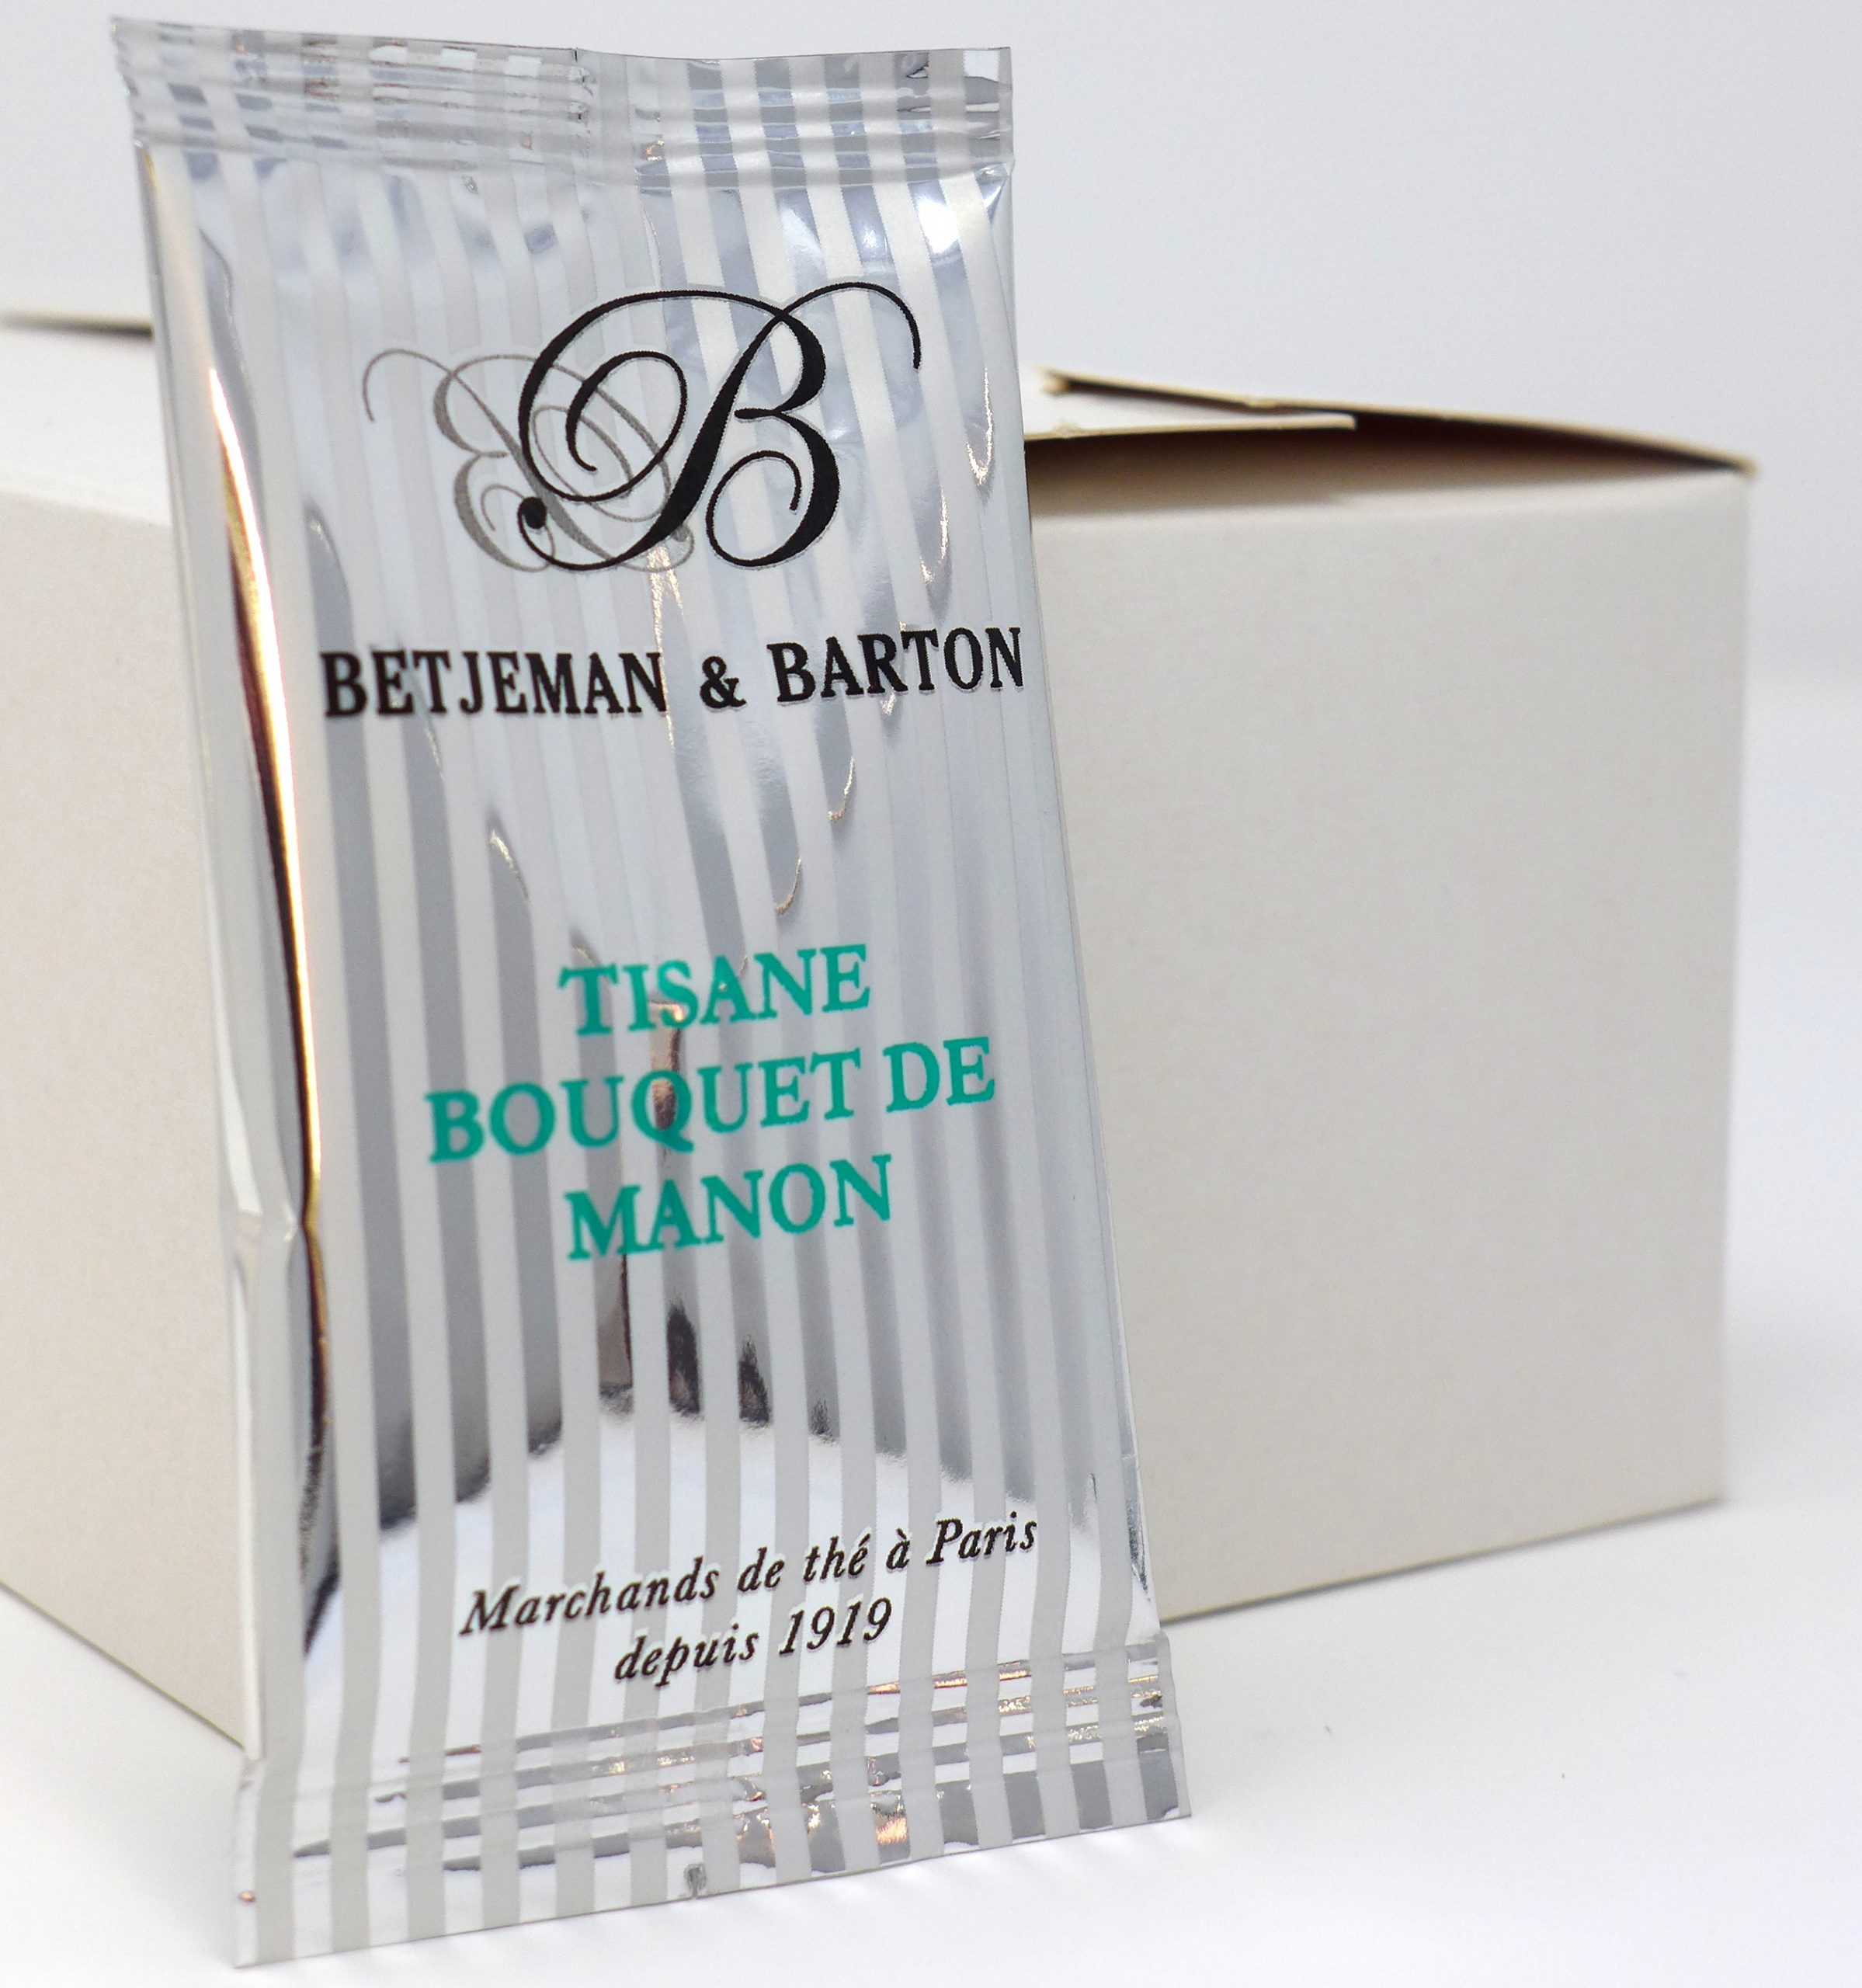 B B
BETJEMAN & BARTON
TISANE
BOUQUET DE
MANON
Marchands de thé à Paris
depuis 1919